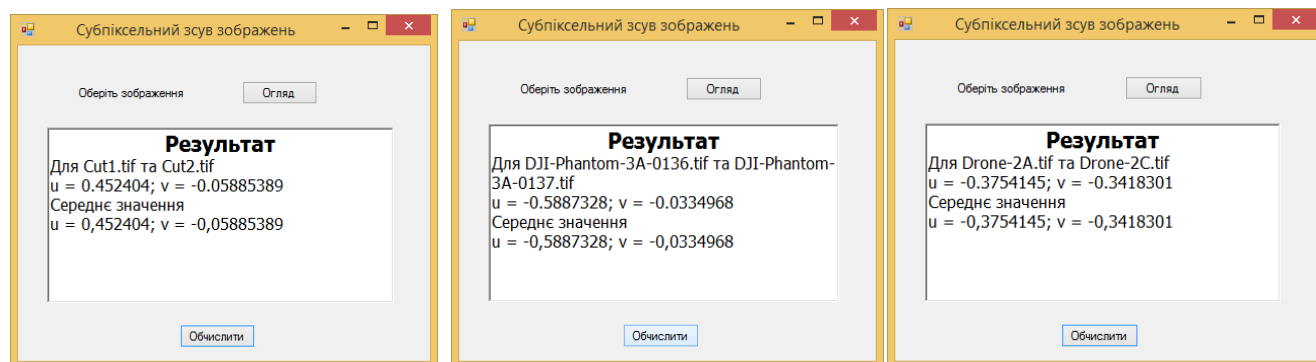 Субпіксельний зсув зображень
Оберіть зображення
Огляд
Результат
Для Cut1.tif та Cut2.tif
u = 0.452404; v = -0.05885389
Середнє значення
u = 0,452404; v = -0,05885389
Обчислити
Субпіксельний зсув зображень
Оберіть зображення
Огляд
Результат
Для DJI-Phantom-3A-0136.tif та DJI-Phantom-
3A-0137.tif
u = -0.5887328; v = -0.0334968
Середнє значення
u = -0,5887328; v = -0,0334968
Обчислити
Субпіксельний зсув зображень
Оберіть зображення
Огляд
Результат
Для Drone-2A.tif та Drone-2C.tif
u = -0.3754145; v = -0.3418301
Середнє значення
u = -0,3754145; v = -0,3418301
Обчислити